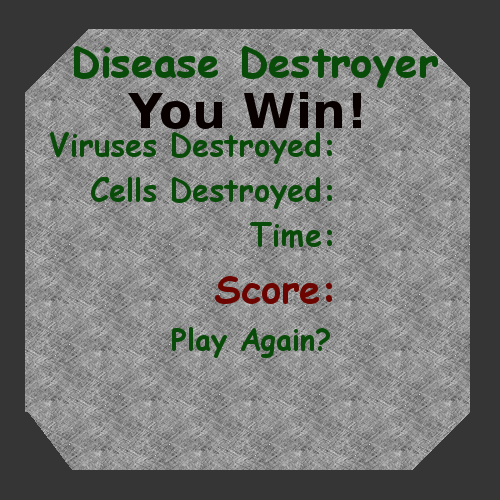 Disease Destroyer
You Win!
Viruses Destroyed:
Cells Destroyed:
Time:
Score:
Play Again?